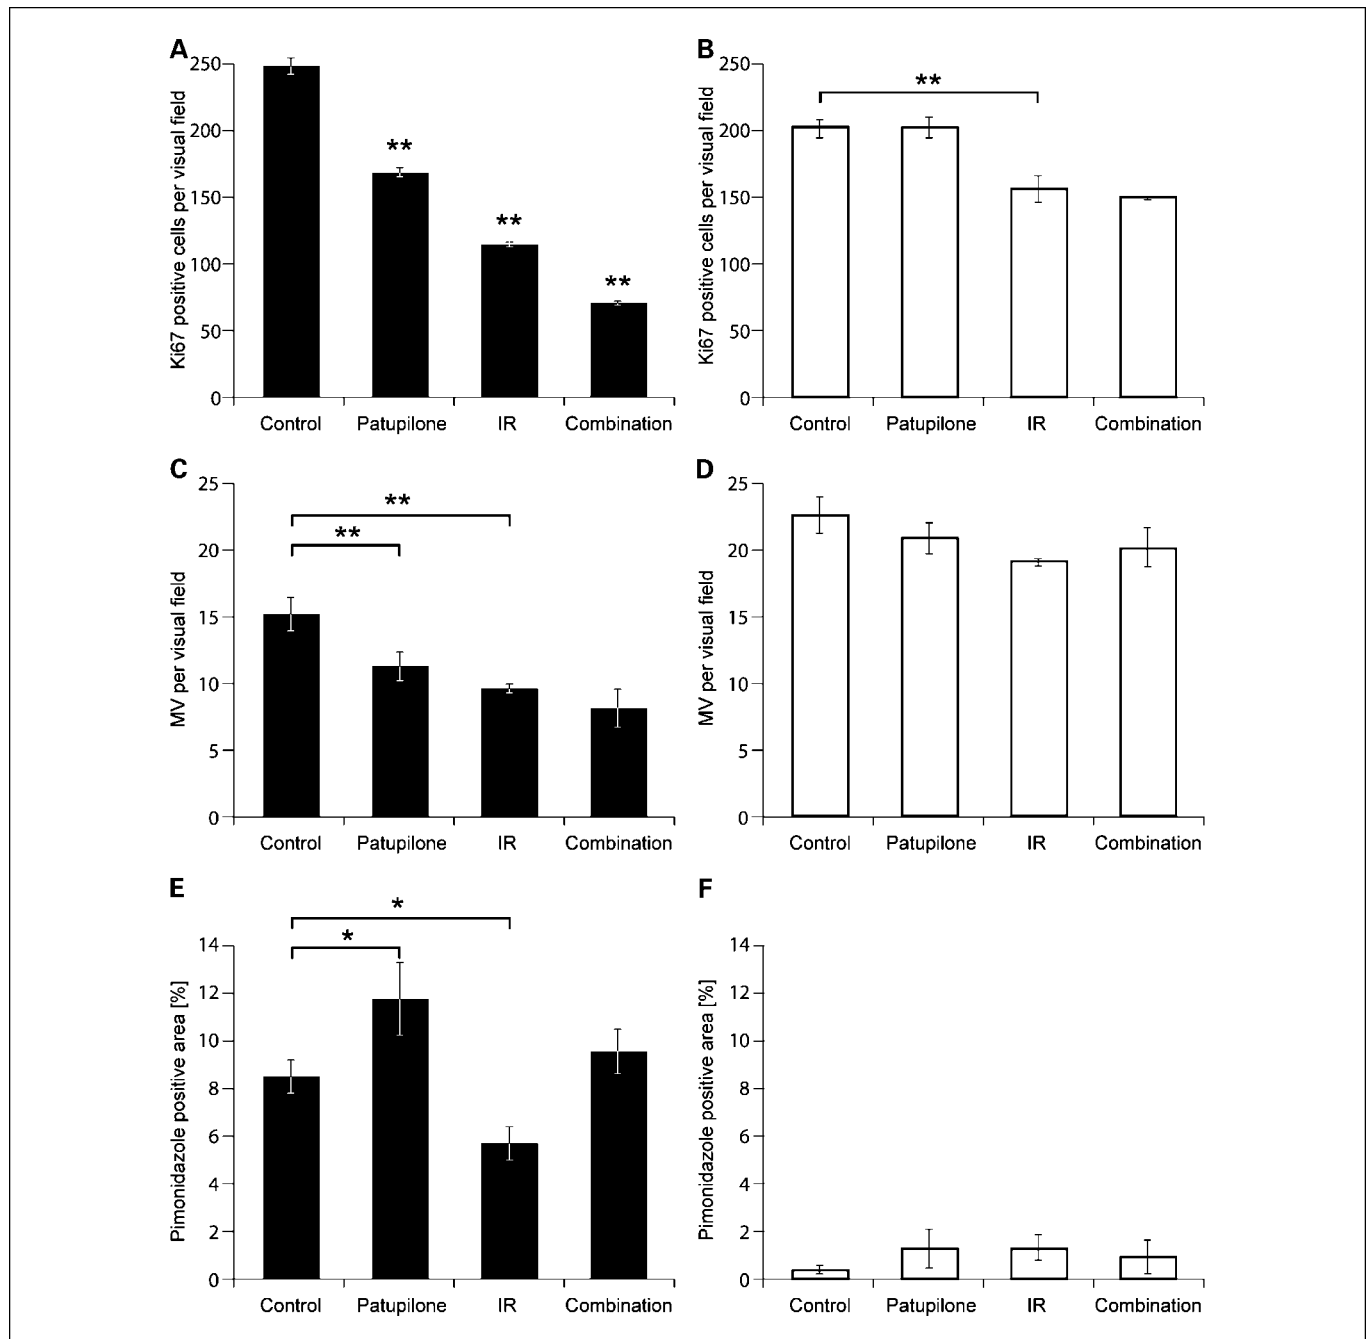 A
Ki67 positive cells per visual field
250
200
150
100
50
0
**
**
**
Control Patupilone IR Combination
B
Ki67 positive cells per visual field
250
200
150
100
50
0
**
Control Patupilone IR Combination
C
MV per visual field
25
20
15
10
5
0
**
**
Control Patupilone IR Combination
D
MV per visual field
25
20
15
10
5
0
Control Patupilone IR Combination
E
Pimonidazole positive area [%]
14
12
10
8
6
4
2
0
*
*
Control Patupilone IR Combination
F
Pimonidazole positive area [%]
14
12
10
8
6
4
2
0
Control Patupilone IR Combination